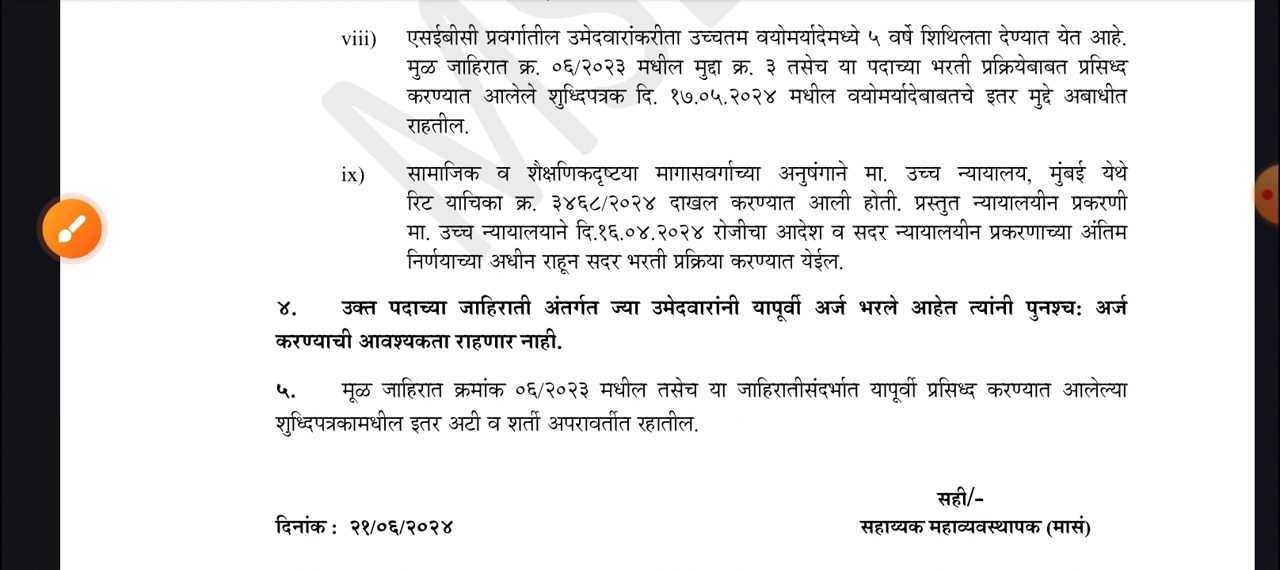 viii) एसईबीसी प्रवर्गातील उमेदवारांकरीता उच्चतम वयोमर्यादेमध्ये ५ वर्षे शिथिलता देण्यात येत आहे.
मुळ जाहिरात क्र. ०६/२०२३ मधील मुद्दा क्र. ३ तसेच या पदाच्या भरती प्रक्रियेबाबत प्रसिध्द
करण्यात आलेले शुध्दिपत्रक दि. १७.०५.२०२४ मधील वयोमर्यादेबाबतचे इतर मुद्दे अबाधीत
राहतील.
ix) सामाजिक व शैक्षणिकदृष्टया मागासवर्गाच्या अनुषंगाने मा. उच्च न्यायालय, मुंबई येथे
रिट याचिका क्र. ३४६८/२०२४ दाखल करण्यात आली होती. प्रस्तुत न्यायालयीन प्रकरणी
मा. उच्च न्यायालयाने दि.१६.०४.२०२४ रोजीचा आदेश व सदर न्यायालयीन प्रकरणाच्या अंतिम
निर्णयाच्या अधीन राहून सदर भरती प्रक्रिया करण्यात येईल.
४. उक्त पदाच्या जाहिराती अंतर्गत ज्या उमेदवारांनी यापूर्वी अर्ज भरले आहेत त्यांनी पुनश्च: अर्ज
करण्याची आवश्यकता राहणार नाही.
५. मूळ जाहिरात क्रमांक ०६/२०२३ मधील तसेच या जाहिरातीसंदर्भात यापूर्वी प्रसिध्द करण्यात आलेल्या
शुध्दिपत्रकामधील इतर अटी व शर्ती अपरावर्तीत रहातील.
सही/-
दिनांक : २१/०६/२०२४ सहाय्यक महाव्यवस्थापक (मासं)